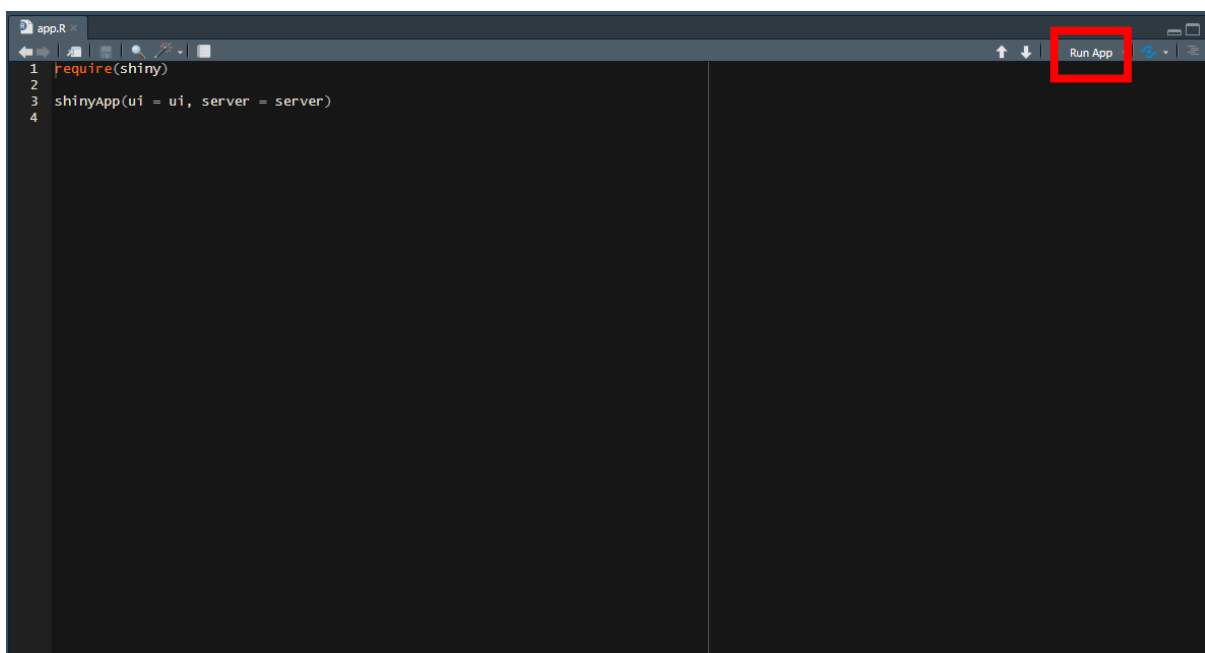 app.R
Run App
1 require(shiny)
2
3 shinyApp(ui = ui, server = server)
4